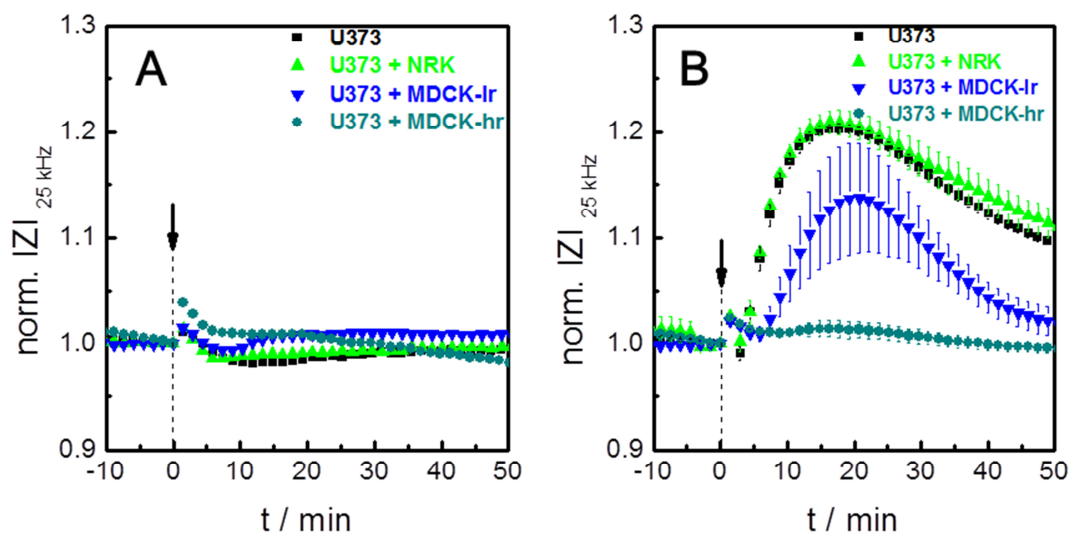 A
U373
U373 + NRK
U373 + MDCK-lr
U373 + MDCK-hr
1.3
1.2
1.1
1.0
0.9
norm. |Z| 25 kHz
-10 0 10 20 30 40 50
t / min
B
U373
U373 + NRK
U373 + MDCK-lr
U373 + MDCK-hr
1.3
1.2
1.1
1.0
0.9
norm. |Z| 25 kHz
-10 0 10 20 30 40 50
t / min